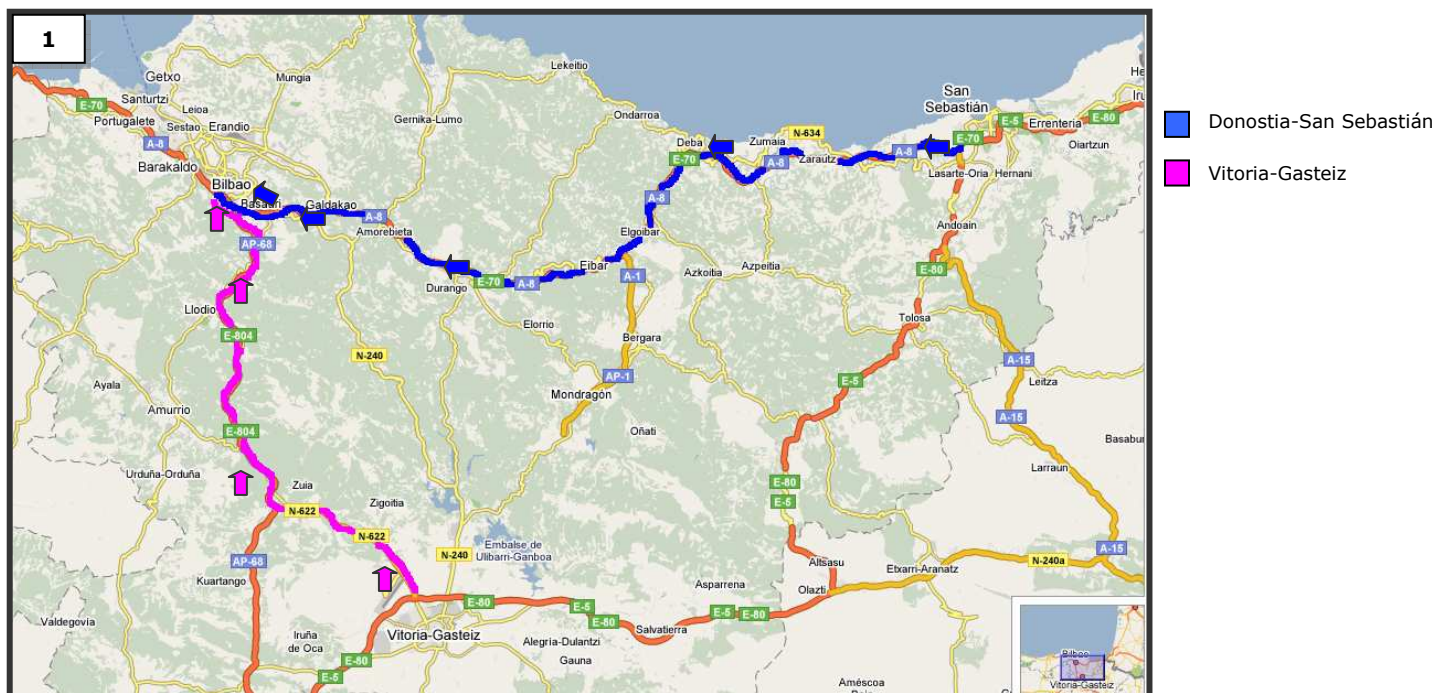 1
Getxo
Mungia
Lekeitio
Santurtzi
Leioa
E-70
Portugalete
Sestao
Erandio
Gernika-Lumo
Ondarroa
San
Sebastián
He
Iru
E-80
E-5
Errenteria
Oiartzun
A-8
Barakaldo
Deba
Zumaia
N-634
E-70
E-70
A-8
Zarautz
A-8
Lasarte-Oria
Hernani
Bilbao
Basauri
Galdakao
A-8
Amorebieta
A-8
Elgoibar
Andoain
AP-68
Eibar
Azkoitia
Azpeitia
E-80
A-1
Durango
E-70
A-8
Llodio
Elorrio
Tolosa
E-804
Bergara
N-240
A-15
Leitza
Ayala
AP-1
E-5
Amurrio
Mondragón
A-15
E-804
Oñati
Basabur
Urduña-Orduña
Larraun
Zuia
Zigoitia
E-80
E-5
N-622
N-622
Embalse de
Ulibarri-Ganboa
N-240
A-15
AP-68
Kuartango
Altsasu
N-240a
Asparrena
Etxarri-Aranatz
Olazti
E-80
E-5
E-80
E-5
E-80
Valdegovía
Iruña
de Oca
Vitoria-Gasteiz
Alegría-Dulantzi
Salvatierra
Gauna
E-80
E-5
Améscoa
Bilbao
Vitoria-Gasteiz
Donostia-San Sebastián
Vitoria-Gasteiz